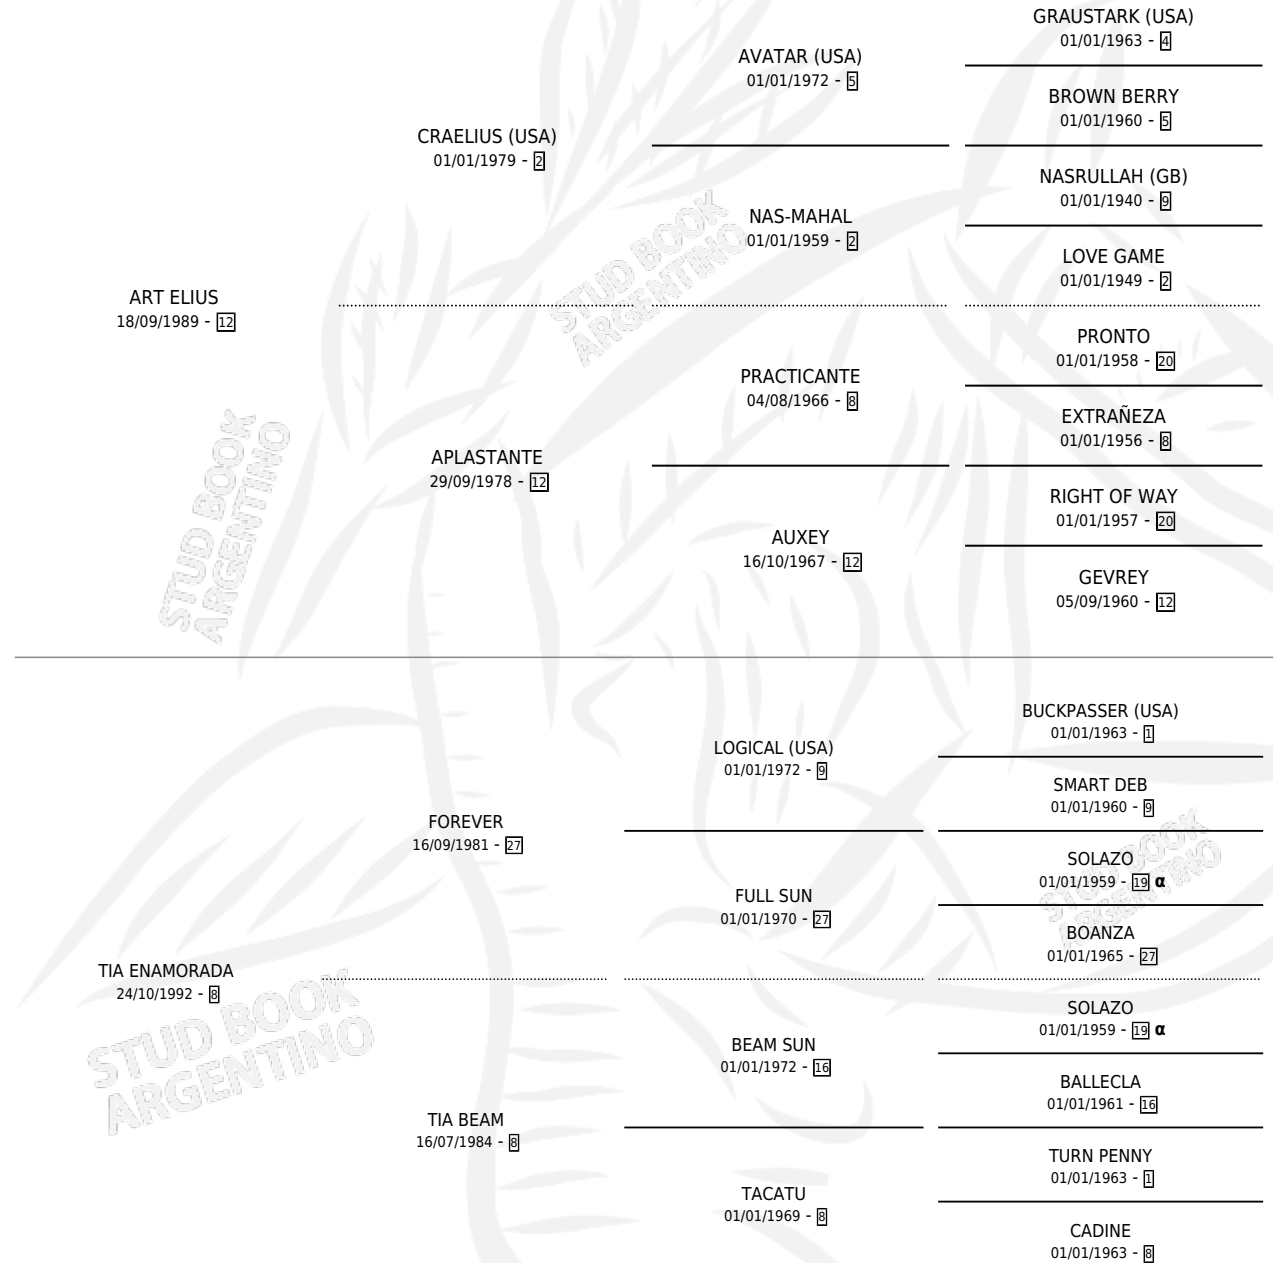 GRAUSTARK (USA)
01/01/1963 - 4
AVATAR (USA)
01/01/1972 - 5
BROWN BERRY
01/01/1960 - 5
CRAELIUS (USA)
01/01/1979 - 2
NASRULLAH (GB)
01/01/1940 - 9
NAS-MAHAL
01/01/1959 - 2
LOVE GAME
01/01/1949 - 2
ART ELIUS
18/09/1989 - 12
PRONTO
01/01/1958 - 20
PRACTICANTE
04/08/1966 - 8
EXTRAÑEZA
01/01/1956 - 8
APLASTANTE
29/09/1978 - 12
RIGHT OF WAY
01/01/1957 - 20
AUXEY
16/10/1967 - 12
GEVREY
05/09/1960 - 12
BUCKPASSER (USA)
01/01/1963 - 1
LOGICAL (USA)
01/01/1972 - 9
SMART DEB
01/01/1960 - 9
FOREVER
16/09/1981 - 27
SOLAZO
01/01/1959 - 19 α
FULL SUN
01/01/1970 - 27
BOANZA
01/01/1965 - 27
TIA ENAMORADA
24/10/1992 - 8
SOLAZO
01/01/1959 - 19 α
BEAM SUN
01/01/1972 - 16
BALLECLA
01/01/1961 - 16
TIA BEAM
16/07/1984 - 8
TURN PENNY
01/01/1963 - 1
TACATU
01/01/1969 - 8
CADINE
01/01/1963 - 8
STUD BOOK
ARGENTINO
STUD BOOK
ARGENTINO
STUD BOOK
ARGENTINO
STUD BOOK
ARGENTINO